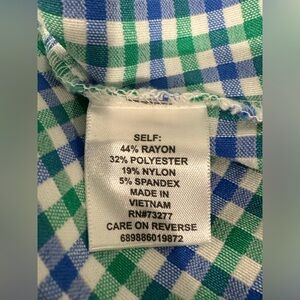 SELF:
44% RAYON
32% POLYESTER
19% NYLON
5% SPANDEX
MADE IN
VIETNAM
RN#73277
CARE ON REVERSE
689886019872